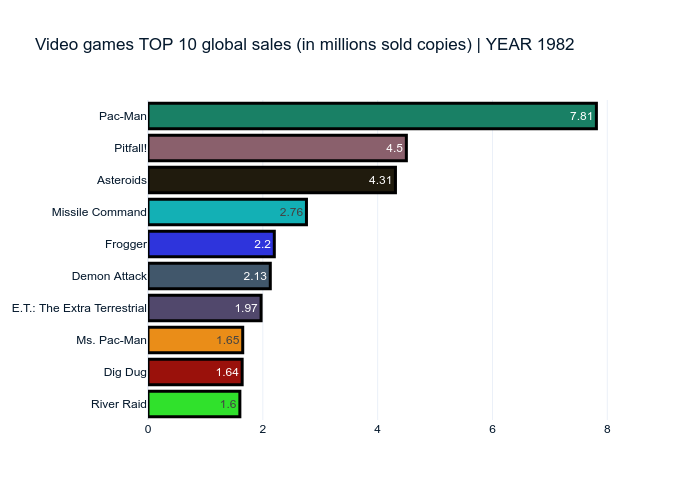 Video games TOP 10 global sales (in millions sold copies) | YEAR 1982
Pac-Man 7.81
Pitfall! 4.5
Asteroids 4.31
Missile Command 2.76
Frogger 2.2
Demon Attack 2.13
E.T.: The Extra Terrestrial 1.97
Ms. Pac-Man 1.65
Dig Dug 1.64
River Raid 1.6
0 2 4 6 8